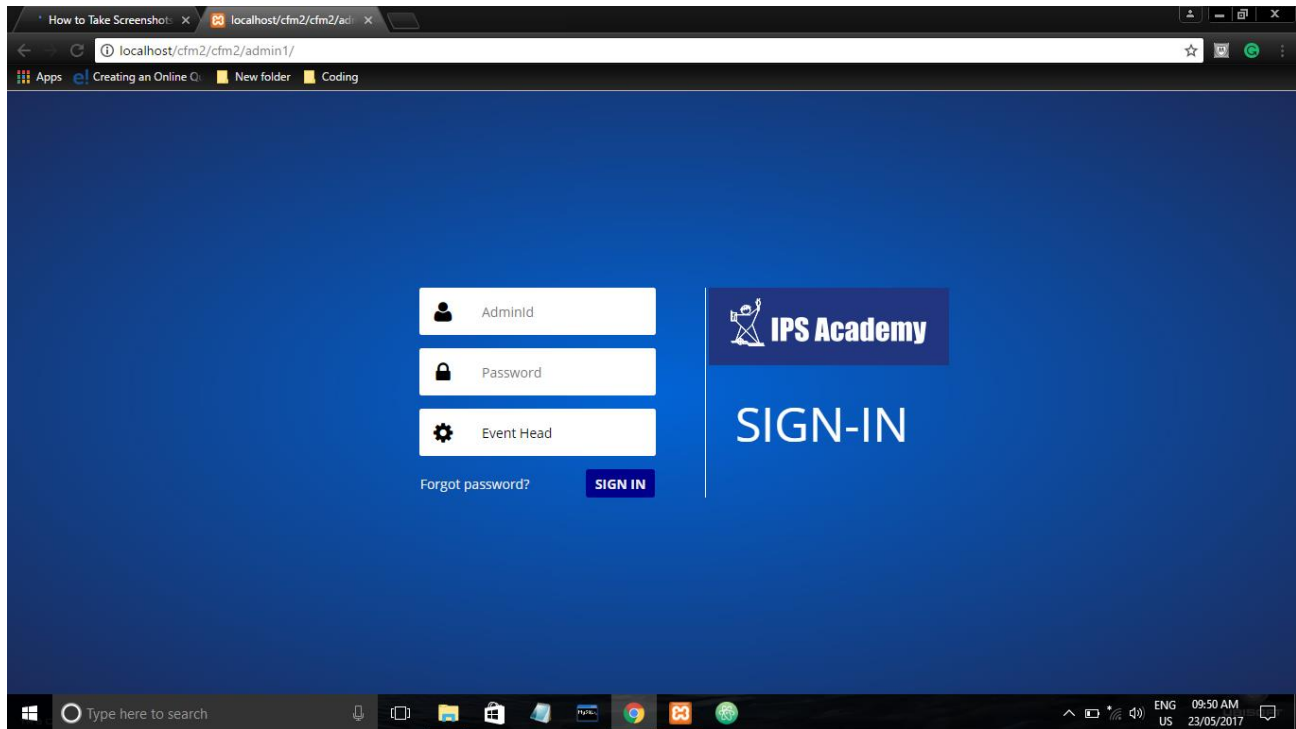 How to Take Screenshots
localhost/cfm2/cfm2/adr
localhost/cfm2/cfm2/admin1/
Apps
Creating an Online Q
New folder
Coding
AdminId
Password
Event Head
Forgot password?
SIGN IN
IPS Academy
SIGN-IN
Type here to search
MySQL
ENG
US
09:50 AM
23/05/2017